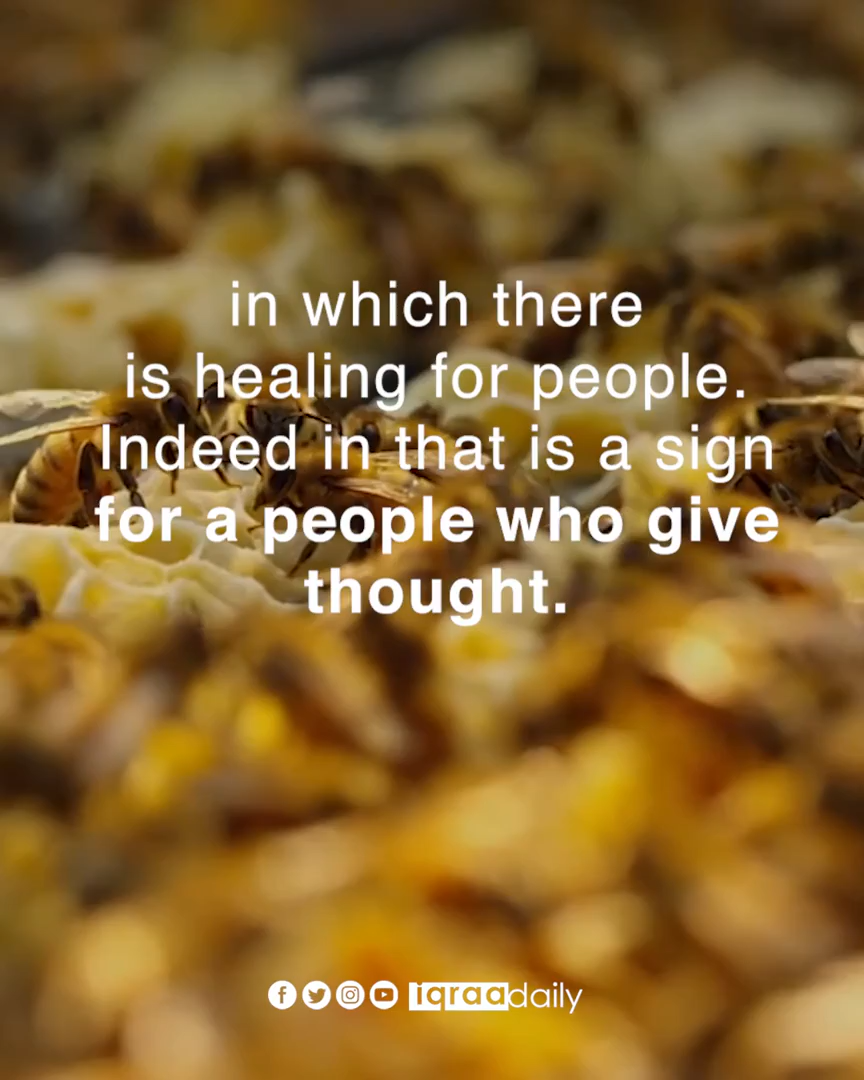 in which there
is healing for people.
Indeed in that is a sign
for a people who give
thought.
iqraadaily